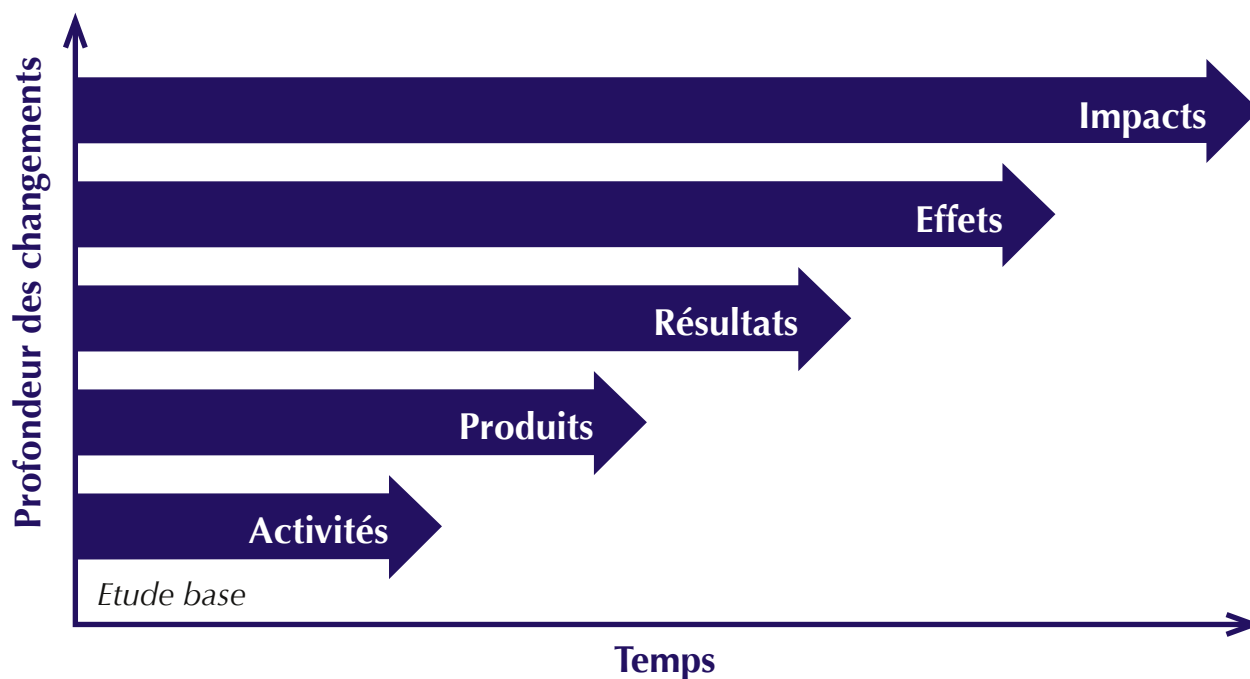 Profondeur des changements
Impacts
Effets
Résultats
Produits
Activités
Etude base
Temps